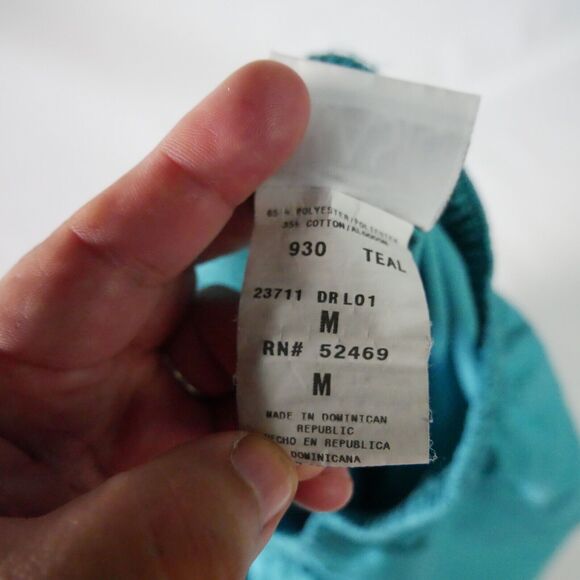 65% POLYESTER/POLIESTER
35% COTTON/ALGODON
930 TEAL
23711 DRL01
M
RN# 52469
M
MADE IN DOMINICAN
REPUBLIC
HECHO EN REPUBLICA
DOMINICANA